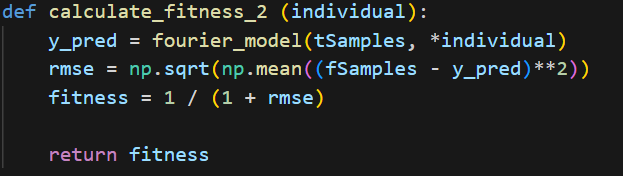 def calculate_fitness_2 (individual):
    y_pred = fourier_model(tSamples, *individual)
    rmse = np.sqrt(np.mean((fSamples - y_pred)**2))
    fitness = 1 / (1 + rmse)

    return fitness